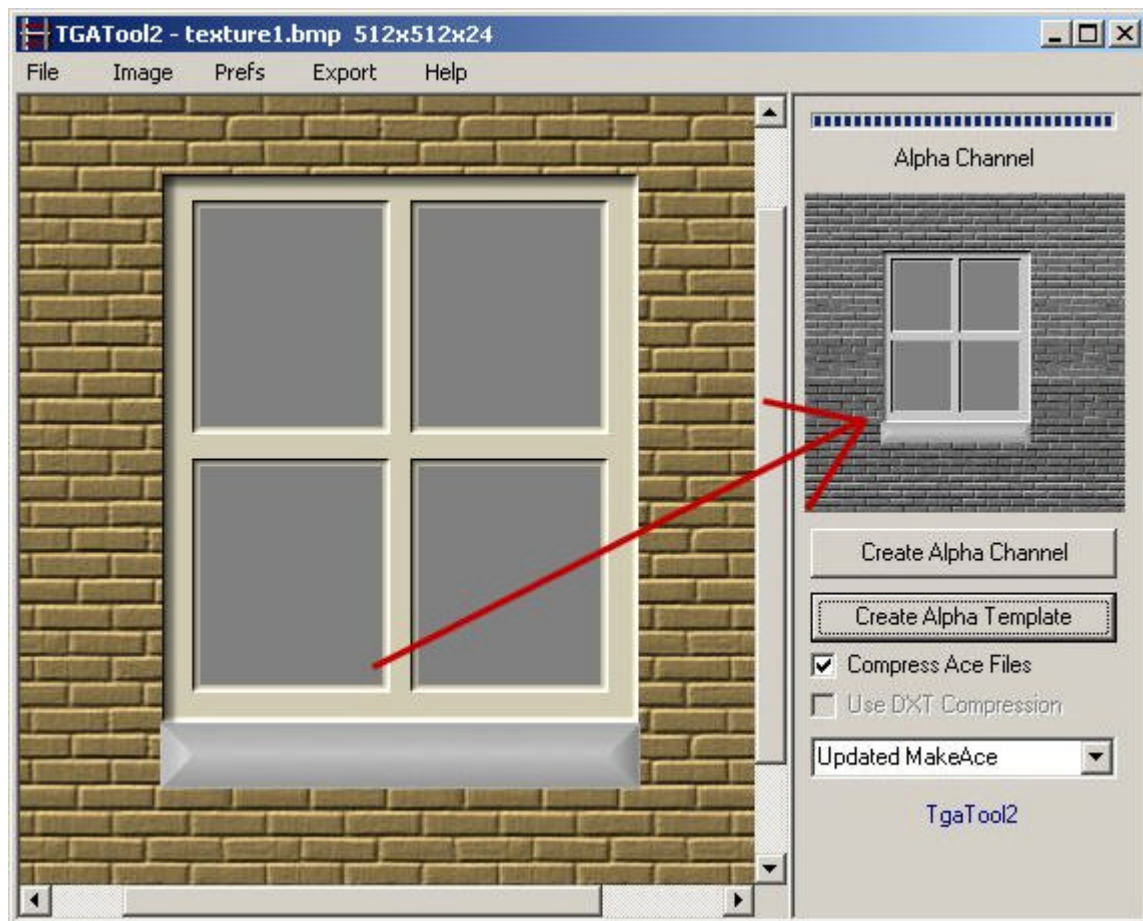 TGATool2 - texture1.bmp 512x512x24
File Image Prefs Export Help
Alpha Channel
Create Alpha Channel
Create Alpha Template
Compress Ace Files
Use DXT Compression
Updated MakeAce
TgaTool2